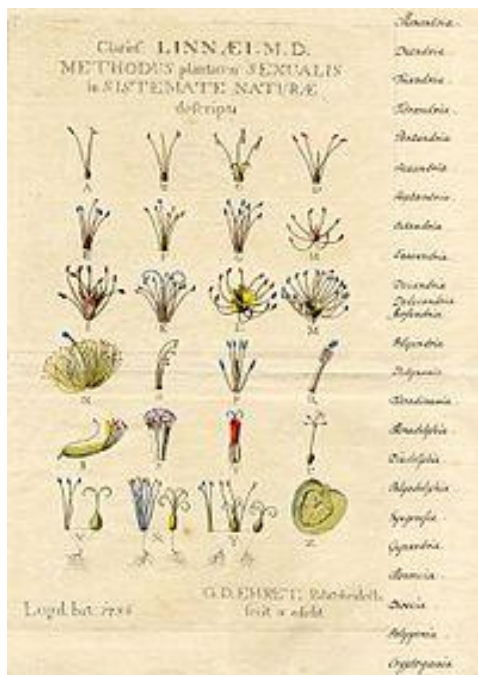 Clarisſ: LINNÆI. M. D.
METHODUS plantarum SEXUALIS
in SISTEMATE NATURÆ
descripta
A B C D
E F G H
I K L M
N O P Q
R S T
V X Y Z
Lugd. bat: 1736
G. D. EHRET. Palat-heidelb:
fecit & edidit
Monandria.
Diandria.
Triandria.
Tetrandria.
Pentandria
Hexandria.
Heptandria.
Octandria.
Enneandria.
Decandria
Dodecandria
Icosandria.
Polyandria.
Didynamia.
Tetradynamia.
Monadelphia.
Diadelphia.
Polyadelphia.
Syngenesia.
Gynandria.
Monoecia.
Dioecia.
Polygamia.
Cryptogamia